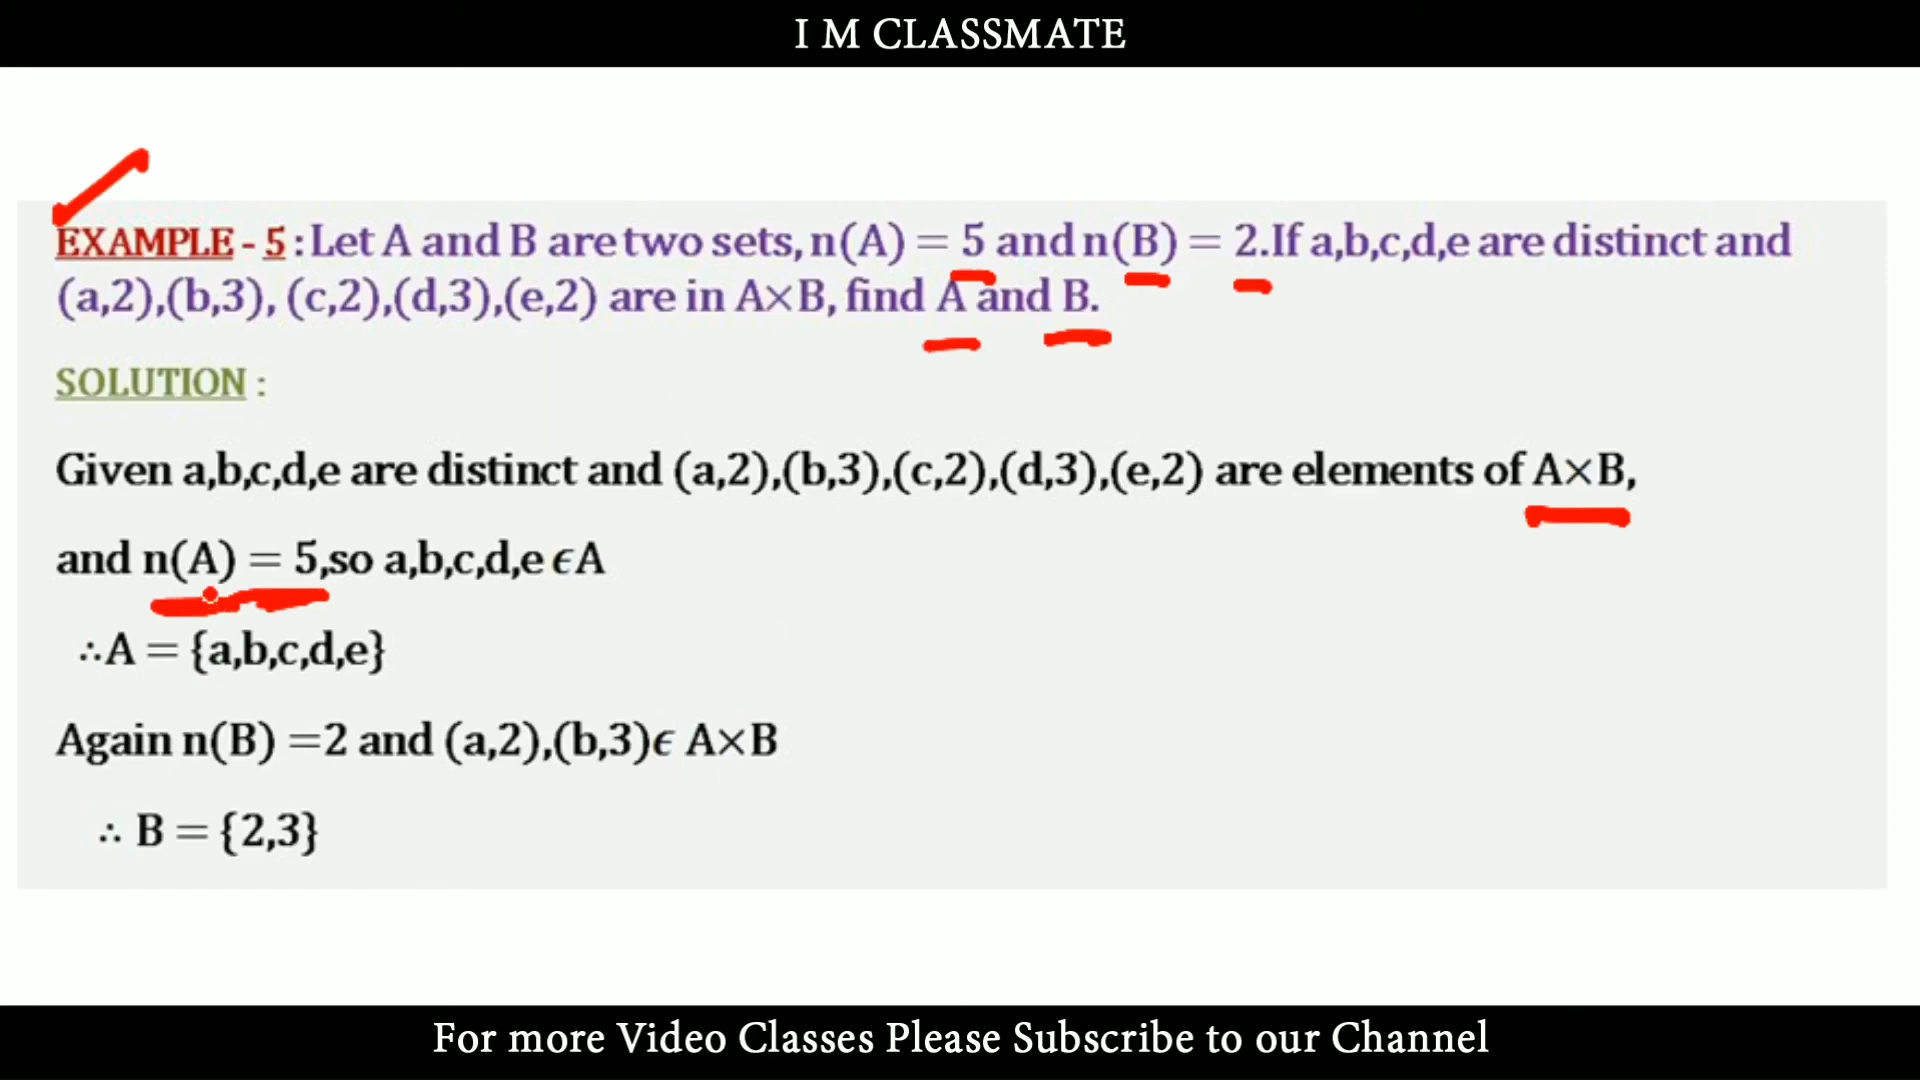 I M CLASSMATE
EXAMPLE - 5 : Let A and B are two sets, n(A) = 5 and n(B) = 2.If a,b,c,d,e are distinct and
(a,2),(b,3), (c,2),(d,3),(e,2) are in A×B, find A and B.
SOLUTION :
Given a,b,c,d,e are distinct and (a,2),(b,3),(c,2),(d,3),(e,2) are elements of A×B,
and n(A) = 5,so a,b,c,d,e ϵA
∴A = {a,b,c,d,e}
Again n(B) =2 and (a,2),(b,3)ϵ A×B
∴ B = {2,3}
For more Video Classes Please Subscribe to our Channel